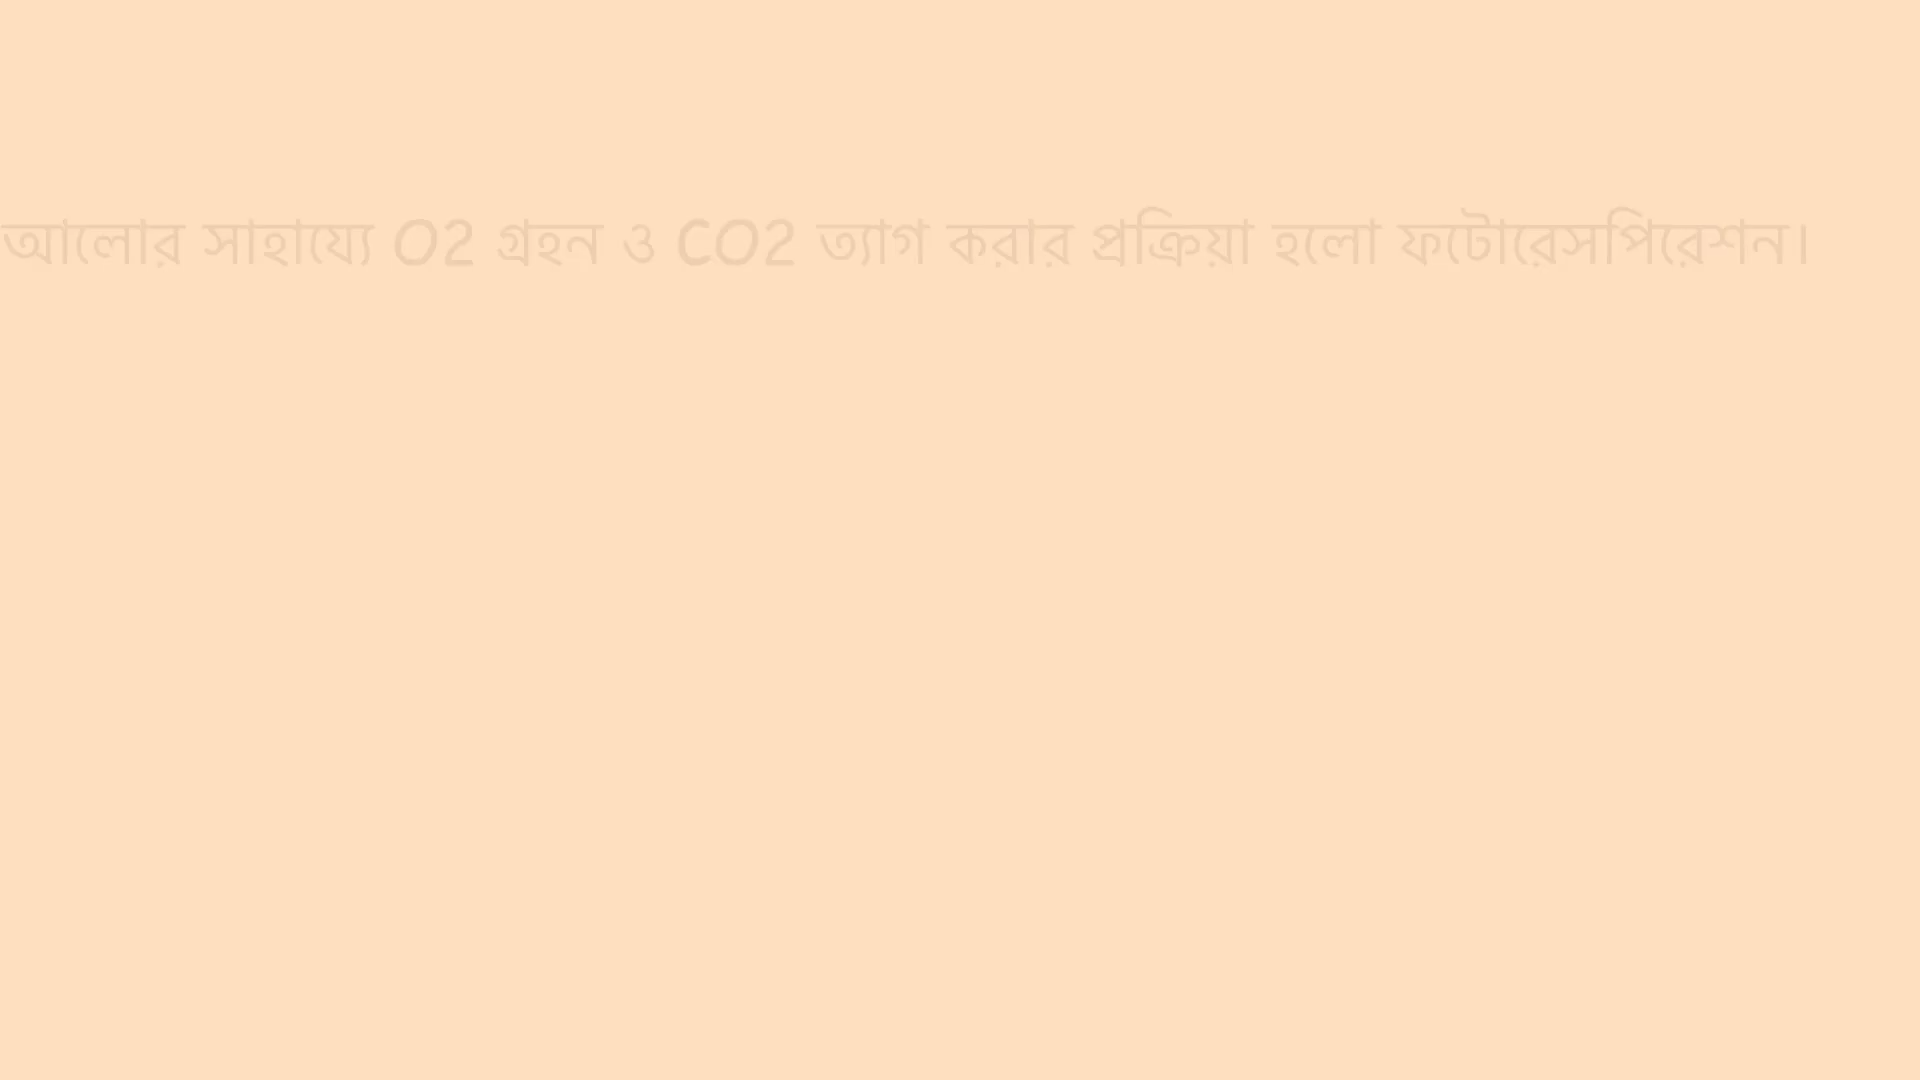 আলোর সাহায্যে O2 গ্রহন ও CO2 ত্যাগ করার প্রক্রিয়া হলো ফটোরেসপিরেশন।